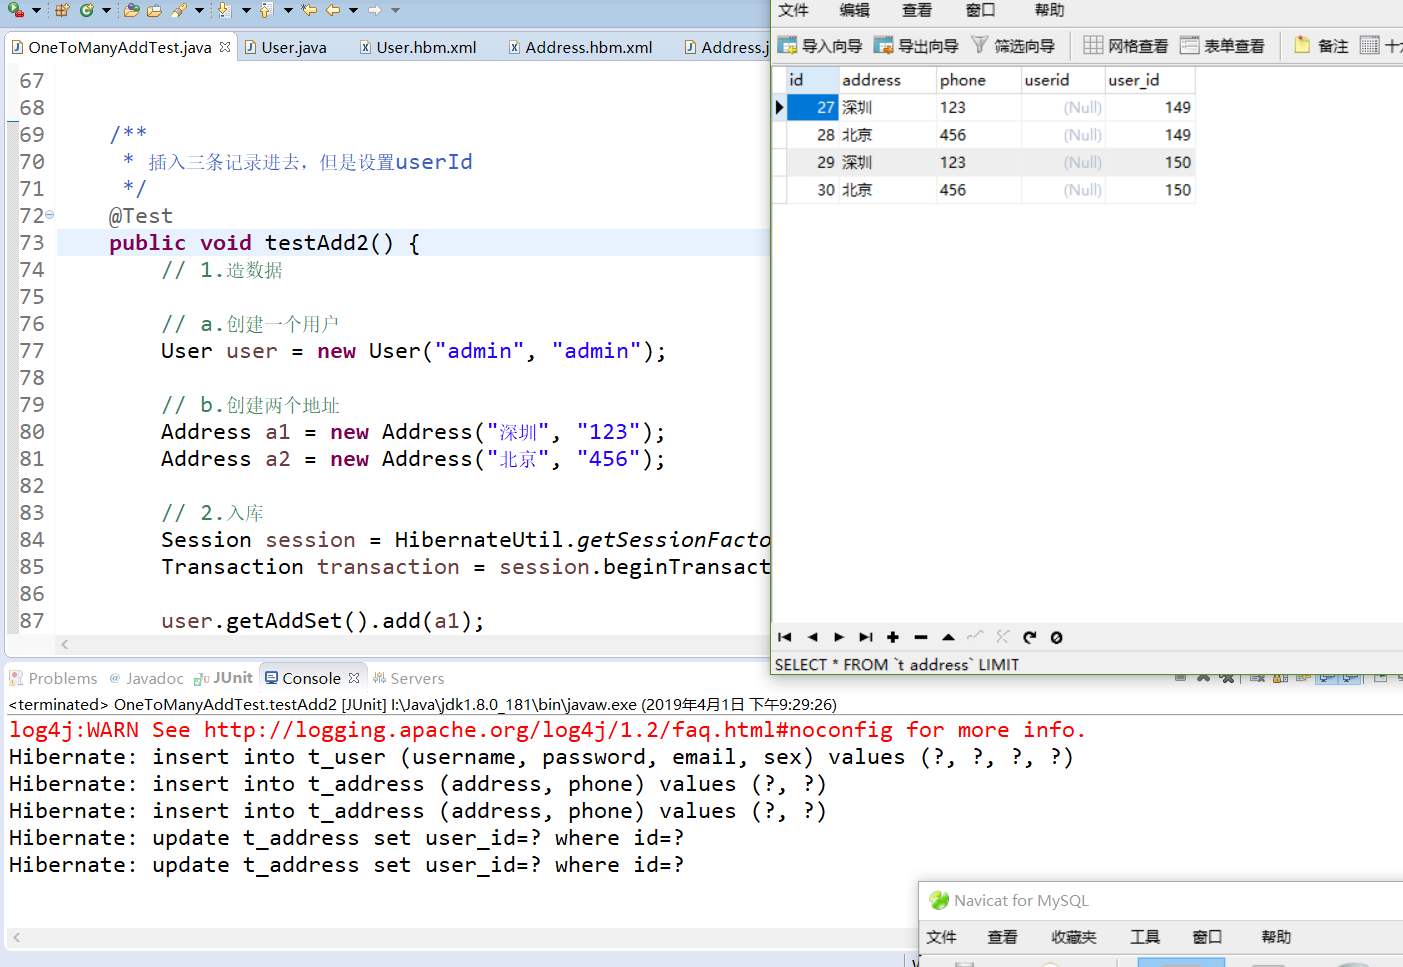 OneToManyAddTest.java
User.java
User.hbm.xml
Address.hbm.xml
Address.j
67
68
69 /**
70 * 插入三条记录进去，但是设置userId
71 */
72 @Test
73 public void testAdd2() {
74 // 1.造数据
75
76 // a.创建一个用户
77 User user = new User("admin", "admin");
78
79 // b.创建两个地址
80 Address a1 = new Address("深圳", "123");
81 Address a2 = new Address("北京", "456");
82
83 // 2.入库
84 Session session = HibernateUtil.getSessionFacto
85 Transaction transaction = session.beginTransact
86
87 user.getAddSet().add(a1);
文件 编辑 查看 窗口 帮助
导入向导 导出向导 筛选向导 网格查看 表单查看 备注 十
id address phone userid user_id
27 深圳 123 (Null) 149
28 北京 456 (Null) 149
29 深圳 123 (Null) 150
30 北京 456 (Null) 150
SELECT * FROM `t address` LIMIT
Problems @ Javadoc JUnit Console Servers
<terminated> OneToManyAddTest.testAdd2 [JUnit] I:\Java\jdk1.8.0_181\bin\javaw.exe (2019年4月1日 下午9:29:26)
log4j:WARN See http://logging.apache.org/log4j/1.2/faq.html#noconfig for more info.
Hibernate: insert into t_user (username, password, email, sex) values (?, ?, ?, ?)
Hibernate: insert into t_address (address, phone) values (?, ?)
Hibernate: insert into t_address (address, phone) values (?, ?)
Hibernate: update t_address set user_id=? where id=?
Hibernate: update t_address set user_id=? where id=?
Navicat for MySQL
文件 查看 收藏夹 工具 窗口 帮助